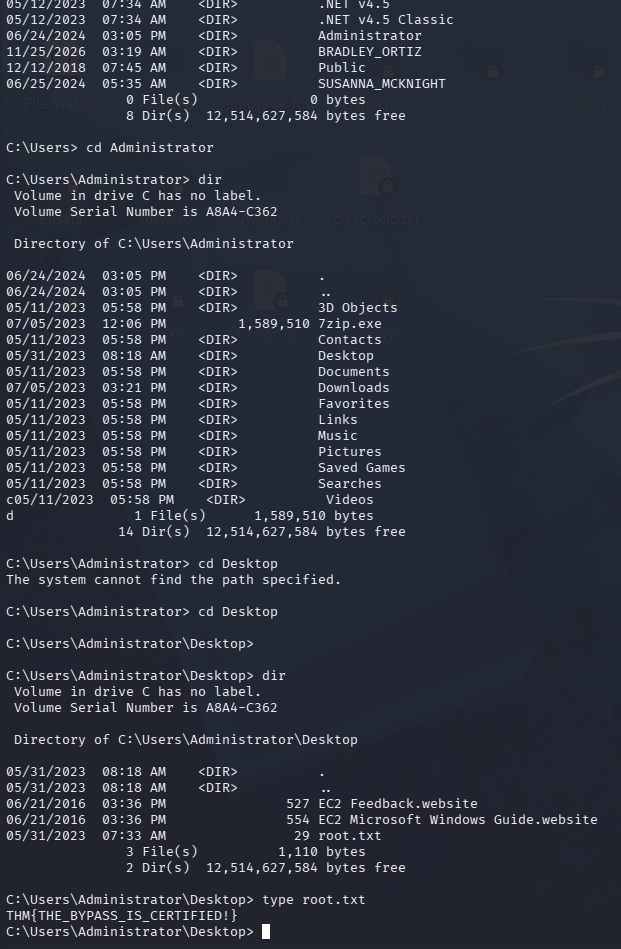 05/12/2023  07:34 AM    <DIR>          .NET v4.5
05/12/2023  07:34 AM    <DIR>          .NET v4.5 Classic
06/24/2024  03:05 PM    <DIR>          Administrator
11/25/2026  03:19 AM    <DIR>          BRADLEY_ORTIZ
12/12/2018  07:45 AM    <DIR>          Public
06/25/2024  05:35 AM    <DIR>          SUSANNA_MCKNIGHT
               0 File(s)              0 bytes
               8 Dir(s)  12,514,627,584 bytes free

C:\Users> cd Administrator

C:\Users\Administrator> dir
 Volume in drive C has no label.
 Volume Serial Number is A8A4-C362

 Directory of C:\Users\Administrator

06/24/2024  03:05 PM    <DIR>          .
06/24/2024  03:05 PM    <DIR>          ..
05/11/2023  05:58 PM    <DIR>          3D Objects
07/05/2023  12:06 PM         1,589,510 7zip.exe
05/11/2023  05:58 PM    <DIR>          Contacts
05/31/2023  08:18 AM    <DIR>          Desktop
05/11/2023  05:58 PM    <DIR>          Documents
07/05/2023  03:21 PM    <DIR>          Downloads
05/11/2023  05:58 PM    <DIR>          Favorites
05/11/2023  05:58 PM    <DIR>          Links
05/11/2023  05:58 PM    <DIR>          Music
05/11/2023  05:58 PM    <DIR>          Pictures
05/11/2023  05:58 PM    <DIR>          Saved Games
05/11/2023  05:58 PM    <DIR>          Searches
c05/11/2023  05:58 PM    <DIR>          Videos
d               1 File(s)      1,589,510 bytes
              14 Dir(s)  12,514,627,584 bytes free

C:\Users\Administrator> cd Desktop
The system cannot find the path specified.

C:\Users\Administrator> cd Desktop

C:\Users\Administrator\Desktop>

C:\Users\Administrator\Desktop> dir
 Volume in drive C has no label.
 Volume Serial Number is A8A4-C362

 Directory of C:\Users\Administrator\Desktop

05/31/2023  08:18 AM    <DIR>          .
05/31/2023  08:18 AM    <DIR>          ..
06/21/2016  03:36 PM               527 EC2 Feedback.website
06/21/2016  03:36 PM               554 EC2 Microsoft Windows Guide.website
05/31/2023  07:33 AM                29 root.txt
               3 File(s)          1,110 bytes
               2 Dir(s)  12,514,627,584 bytes free

C:\Users\Administrator\Desktop> type root.txt
THM{THE_BYPASS_IS_CERTIFIED!}
C:\Users\Administrator\Desktop>
File System
directorio.txt